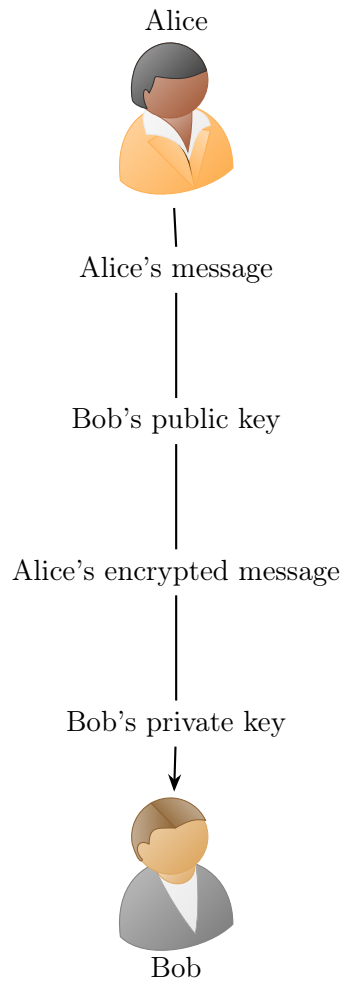 Alice
Alice's message
Bob's public key
Alice's encrypted message
Bob's private key
Bob